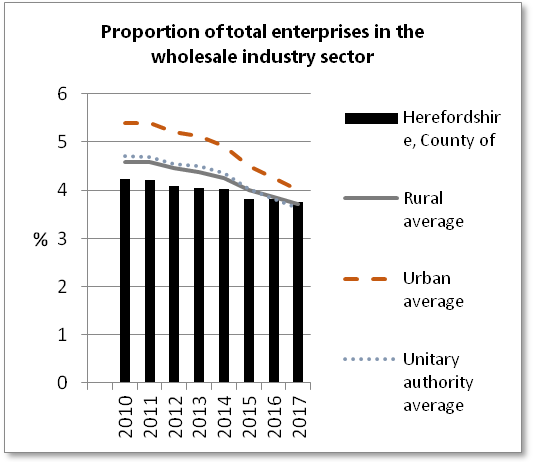 Proportion of total enterprises in the
wholesale industry sector
6
5
4
3
2
1
0
%
2010
2011
2012
2013
2014
2015
2016
2017
Herefordshir
e, County of
Rural
average
Urban
average
Unitary
authority
average